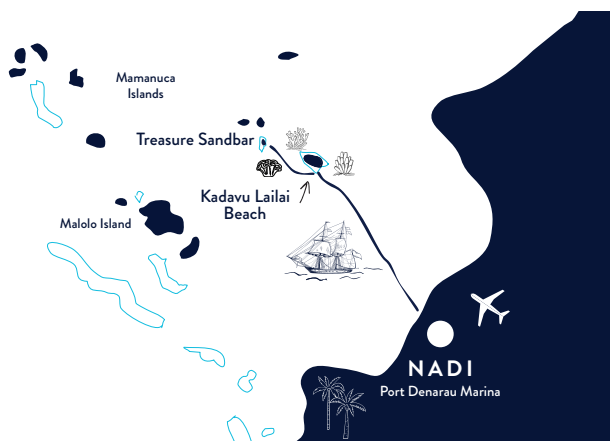 Mamanuca
Islands
Treasure Sandbar
Kadavu Lailai
Beach
Malolo Island
NADI
Port Denarau Marina